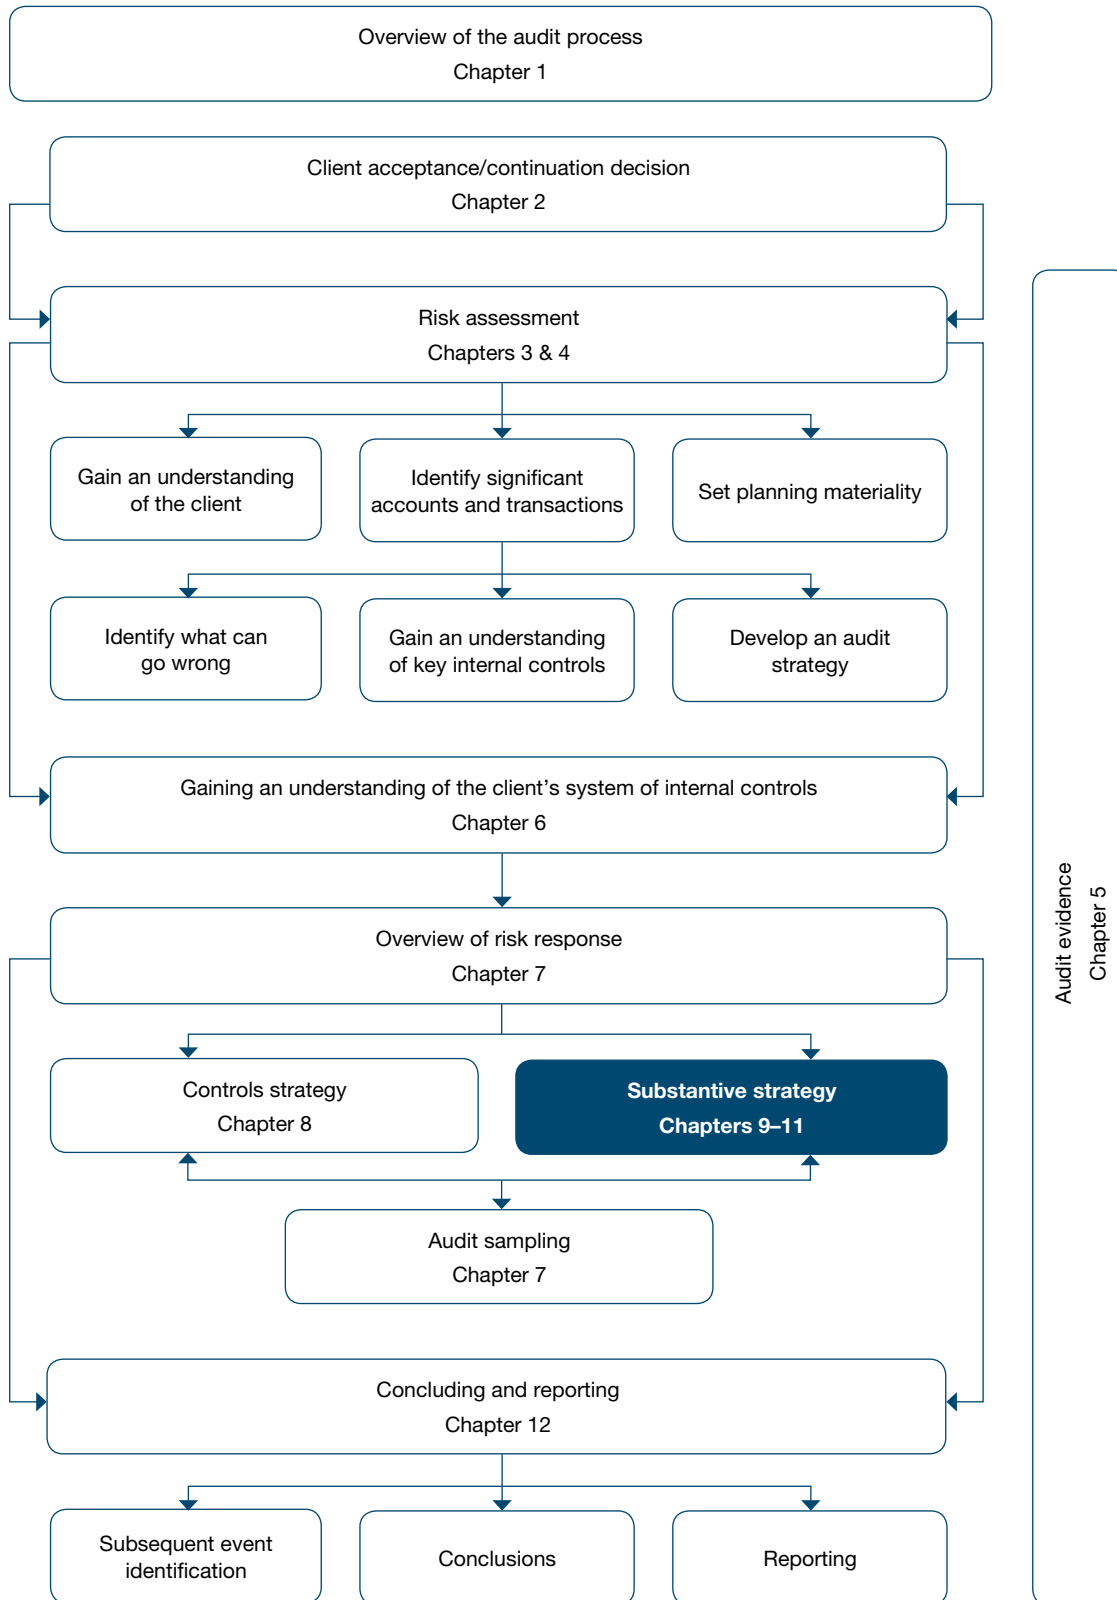 Overview of the audit process
Chapter 1
Client acceptance/continuation decision
Chapter 2
Risk assessment
Chapters 3 & 4
Gain an understanding
of the client
Identify significant
accounts and transactions
Set planning materiality
Identify what can
go wrong
Gain an understanding
of key internal controls
Develop an audit
strategy
Gaining an understanding of the client’s system of internal controls
Chapter 6
Overview of risk response
Chapter 7
Controls strategy
Chapter 8
Substantive strategy
Chapters 9–11
Audit sampling
Chapter 7
Concluding and reporting
Chapter 12
Subsequent event
identification
Conclusions
Reporting
Audit evidence
Chapter 5